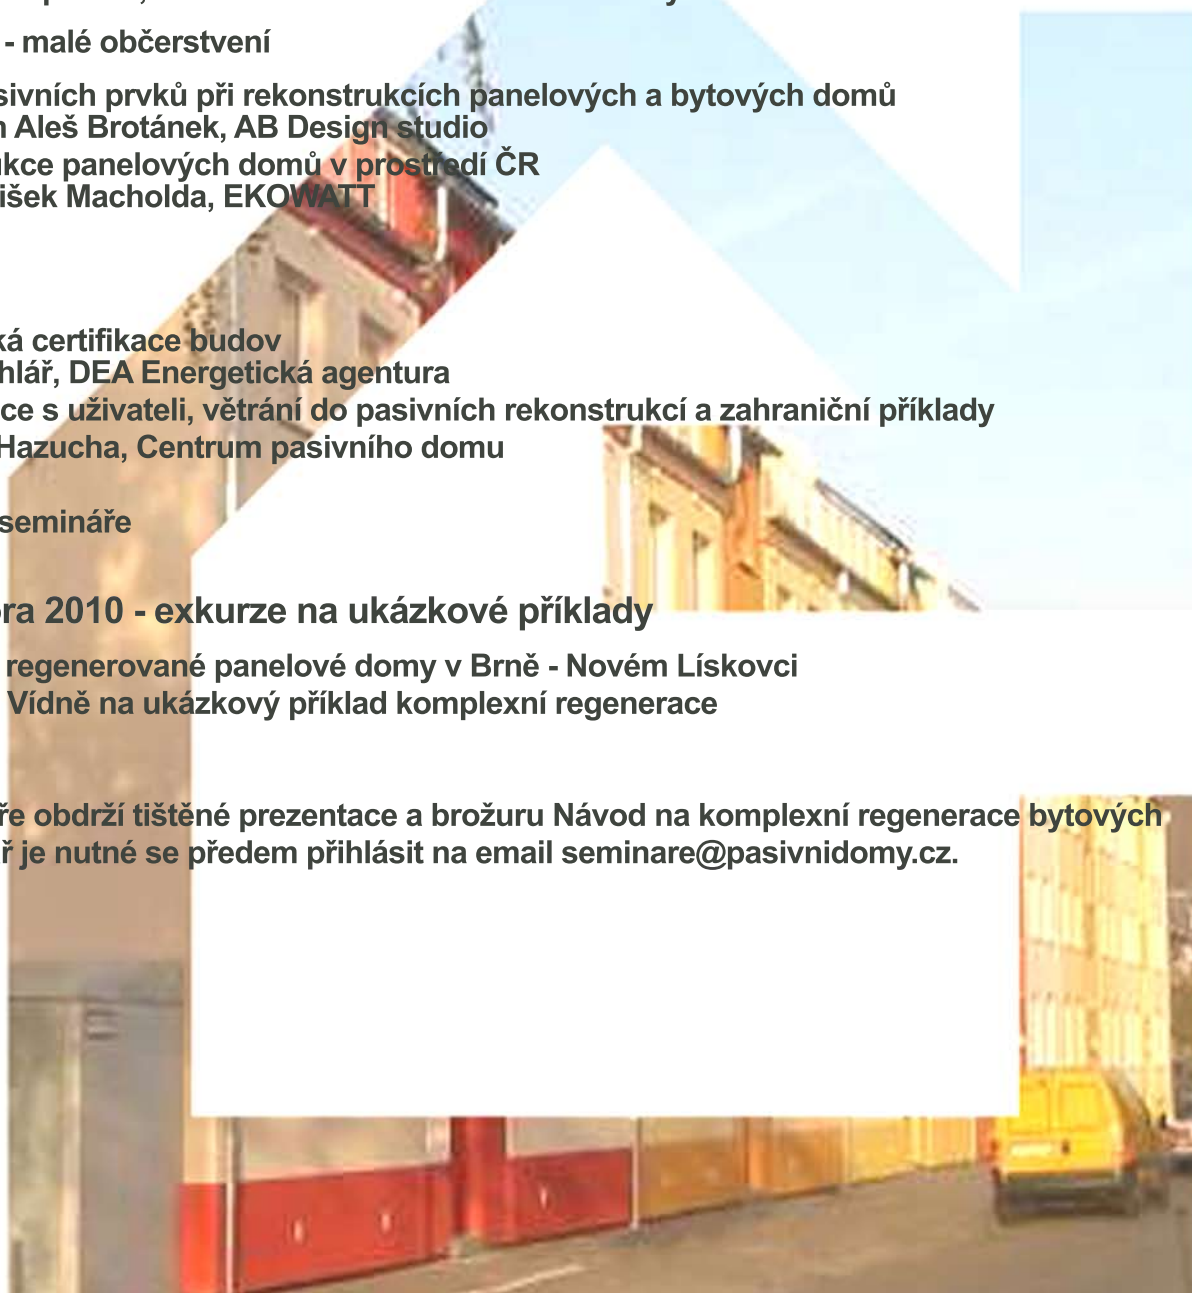 - malé občerstvení
sivních prvků při rekonstrukcích panelových a bytových domů
Aleš Brotánek, AB Design studio
kce panelových domů v prostředí ČR
išek Macholda, EKOWATT
ká certifikace budov
hlář, DEA Energetická agentura
ce s uživateli, větrání do pasivních rekonstrukcí a zahraniční příklady
Hazucha, Centrum pasivního domu
semináře
ora 2010 - exkurze na ukázkové příklady
regenerované panelové domy v Brně - Novém Lískovci
Vídně na ukázkový příklad komplexní regenerace
ře obdrží tištěné prezentace a brožuru Návod na komplexní regenerace bytových
ř je nutné se předem přihlásit na email seminare@pasivnidomy.cz.